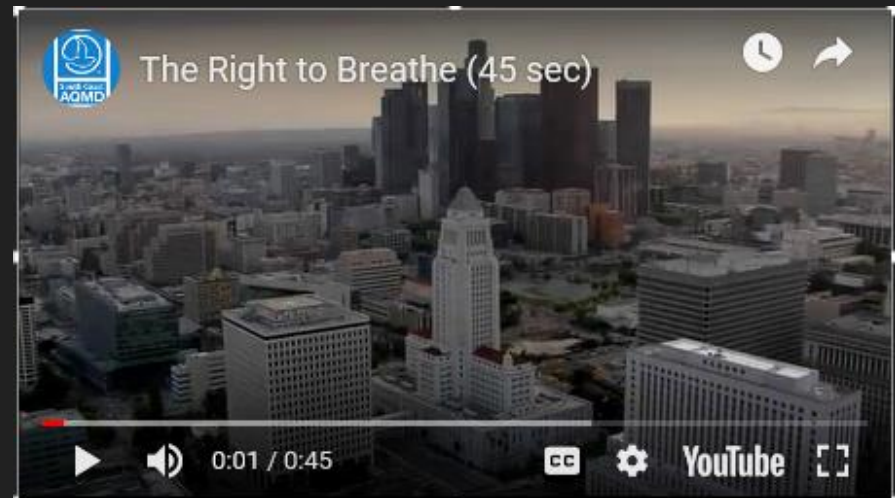 The Right to Breathe (45 sec)
South Coast
AQMD
0:01 / 0:45
CC
YouTube